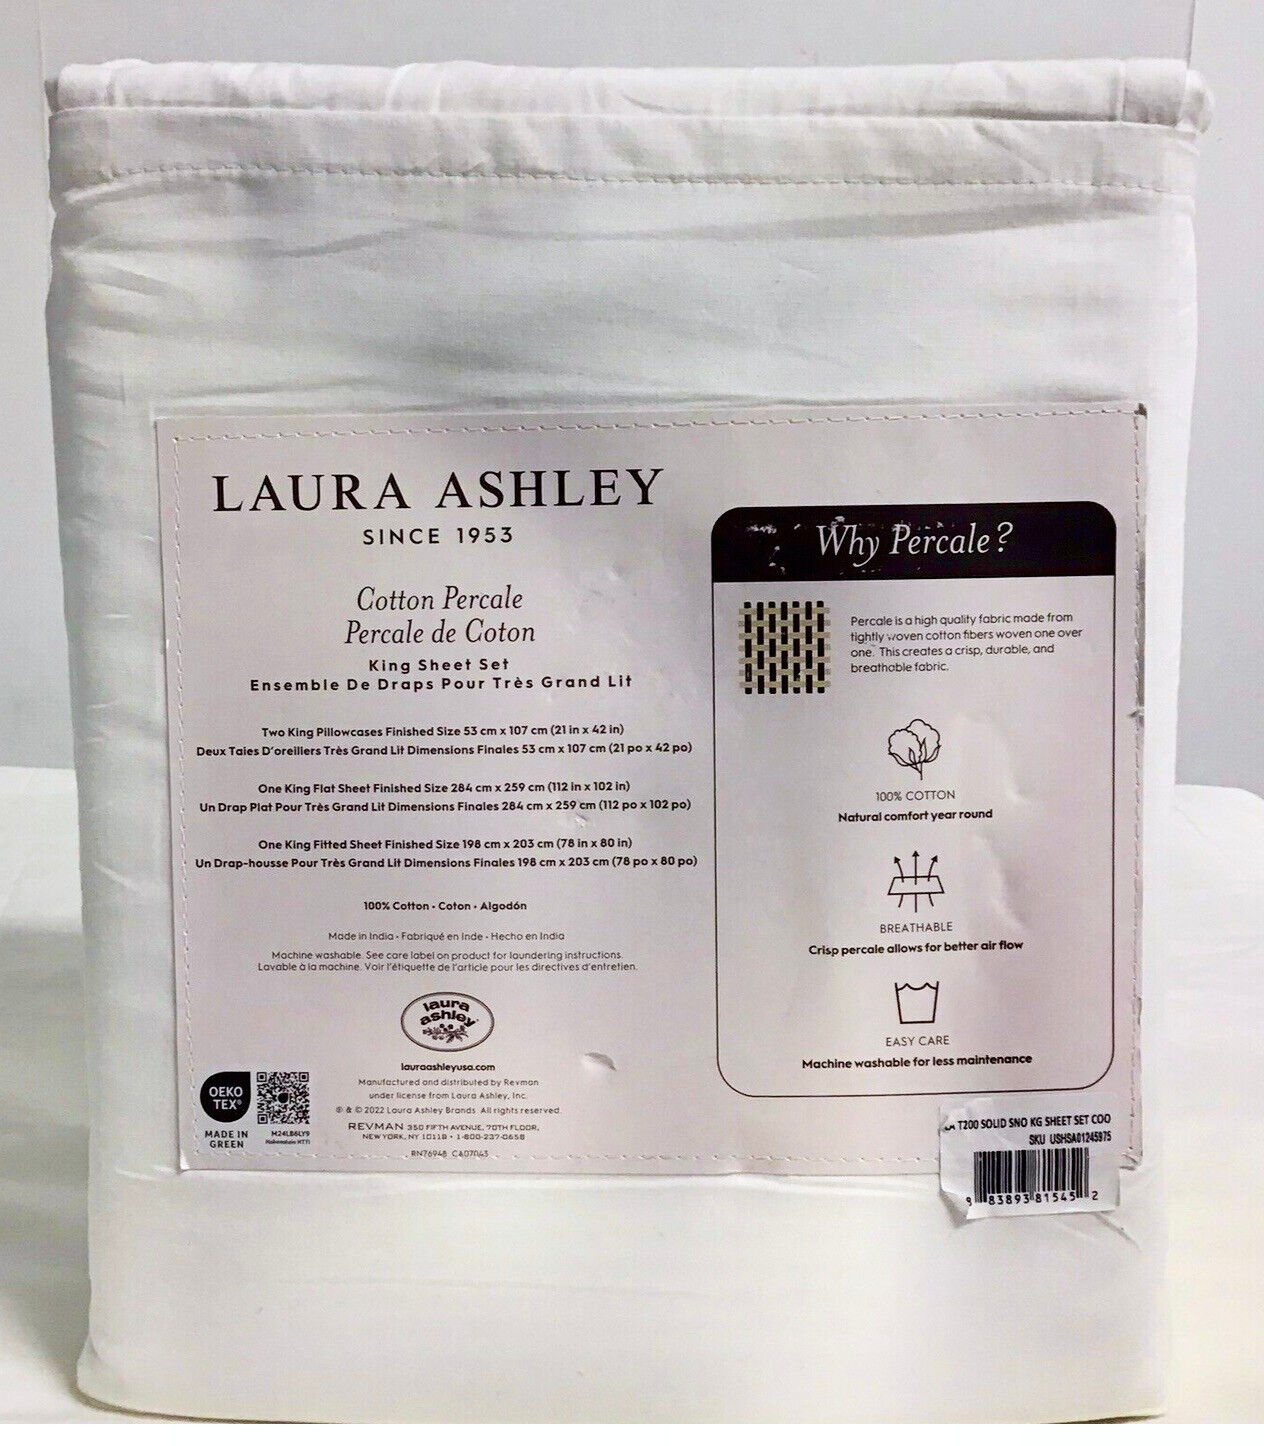 LAURA ASHLEY
SINCE 1953
Cotton Percale
Percale de Coton
King Sheet Set
Ensemble De Draps Pour Très Grand Lit
Two King Pillowcases Finished Size 53 cm x 107 cm (21 in x 42 in)
Deux Taies D'oreillers Très Grand Lit Dimensions Finales 53 cm x 107 cm (21 po x 42 po)
One King Flat Sheet Finished Size 284 cm x 259 cm (112 in x 102 in)
Un Drap Plat Pour Très Grand Lit Dimensions Finales 284 cm x 259 cm (112 po x 102 po)
One King Fitted Sheet Finished Size 198 cm x 203 cm (78 in x 80 in)
Un Drap-housse Pour Très Grand Lit Dimensions Finales 198 cm x 203 cm (78 po x 80 po)
100% Cotton • Coton • Algodón
Made in India • Fabriqué en Inde • Hecho en India
Machine washable. See care label on product for laundering instructions.
Lavable à la machine. Voir l'étiquette de l'article pour les directives d'entretien.
laura
ashley
lauraashleyusa.com
Manufactured and distributed by Revman
under license from Laura Ashley, Inc.
® & © 2022 Laura Ashley Brands. All rights reserved.
REVMAN 350 FIFTH AVENUE, 70TH FLOOR,
NEW YORK, NY 10118 • 1-800-237-0658
RN76948 CA07043
OEKO
TEX®
MADE IN
GREEN
M24LB6LY9
Hohenstein HTTI
Why Percale?
Percale is a high quality fabric made from
tightly woven cotton fibers woven one over
one. This creates a crisp, durable, and
breathable fabric.
100% COTTON
Natural comfort year round
BREATHABLE
Crisp percale allows for better air flow
EASY CARE
Machine washable for less maintenance
T200 SOLID SNO KG SHEET SET COO
SKU USHSA01245975
83893 81545 2